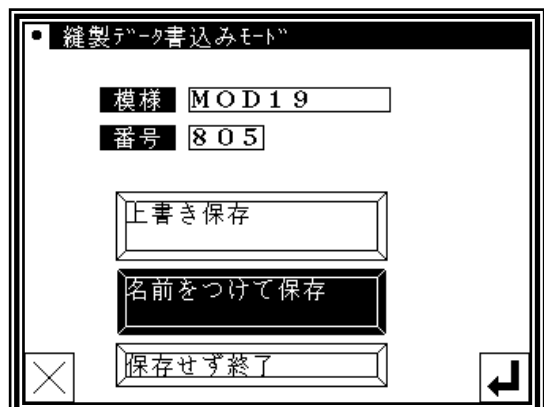 縫製ﾃﾞｰﾀ書込みﾓｰﾄﾞ
模様 ＭＯＤ１９
番号 ８０５
上書き保存
名前をつけて保存
保存せず終了